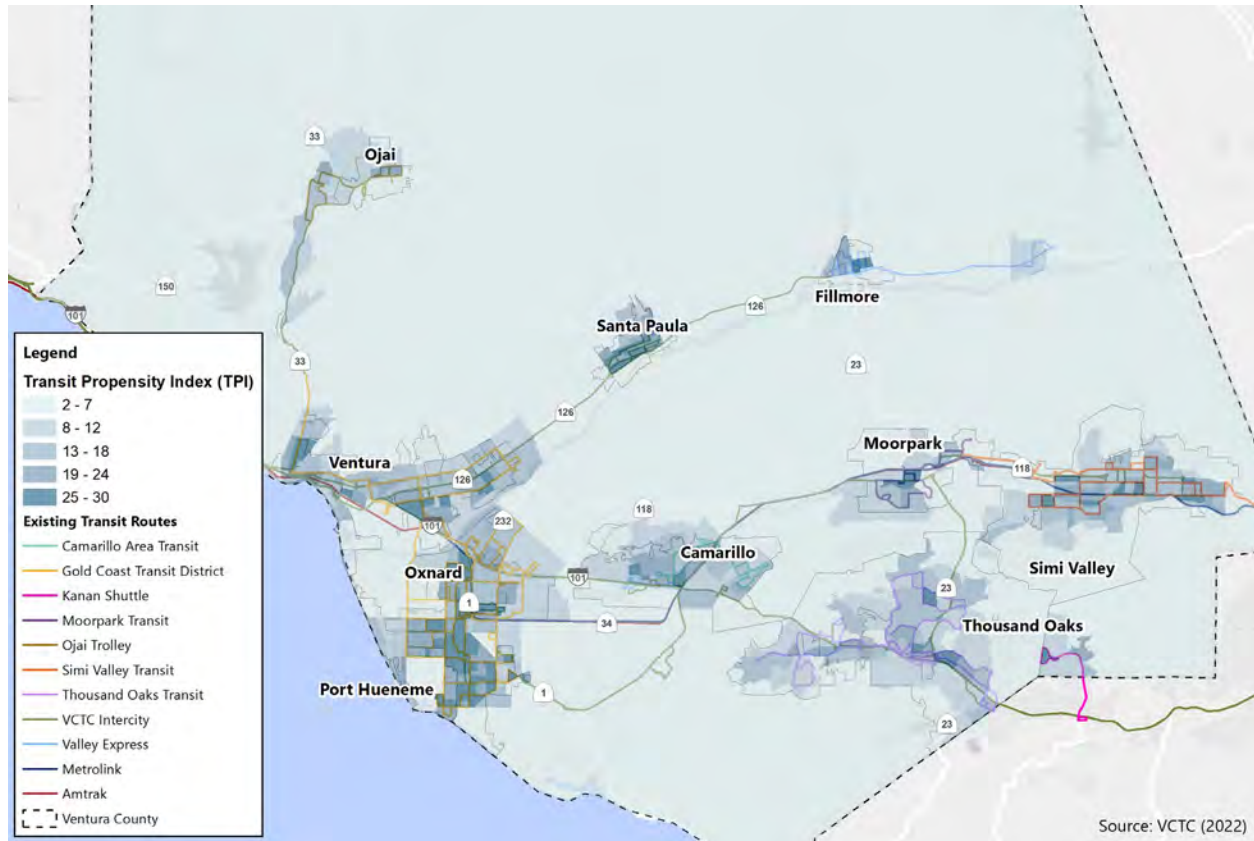 33
Ojai
150
101
Fillmore
126
Santa Paula
23
33
126
Moorpark
118
Ventura
126
232
101
118
Camarillo
Oxnard
101
Simi Valley
1
23
34
Thousand Oaks
Port Hueneme
1
23
Legend
Transit Propensity Index (TPI)
2 - 7
8 - 12
13 - 18
19 - 24
25 - 30
Existing Transit Routes
Camarillo Area Transit
Gold Coast Transit District
Kanan Shuttle
Moorpark Transit
Ojai Trolley
Simi Valley Transit
Thousand Oaks Transit
VCTC Intercity
Valley Express
Metrolink
Amtrak
Ventura County
Source: VCTC (2022)